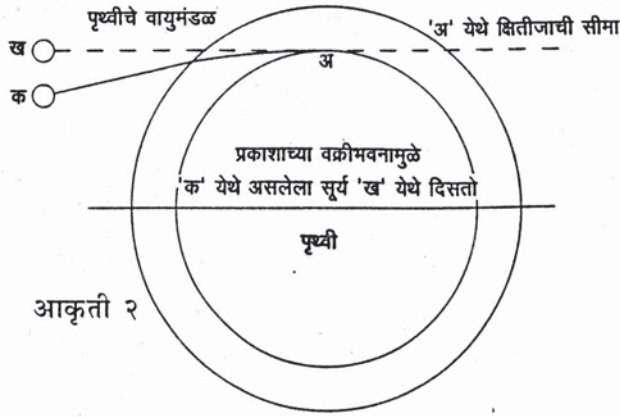 पृथ्वीचे वायुमंडळ
'अ' येथे क्षितीजाची सीमा
ख
अ
क
प्रकाशाच्या वक्रीभवनामुळे
'क' येथे असलेला सूर्य 'ख' येथे दिसतो
पृथ्वी
आकृती २